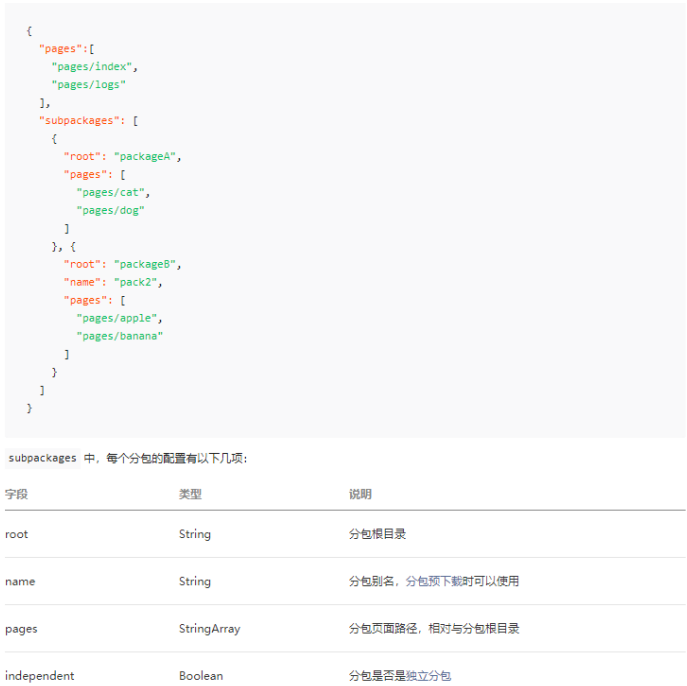 {
  "pages":[
    "pages/index",
    "pages/logs"
  ],
  "subpackages": [
    {
      "root": "packageA",
      "pages": [
        "pages/cat",
        "pages/dog"
      ]
    }, {
      "root": "packageB",
      "name": "pack2",
      "pages": [
        "pages/apple",
        "pages/banana"
      ]
    }
  ]
}
subpackages 中，每个分包的配置有以下几项：
字段 类型 说明
root String 分包根目录
name String 分包别名，分包预下载时可以使用
pages StringArray 分包页面路径，相对与分包根目录
independent Boolean 分包是否是独立分包